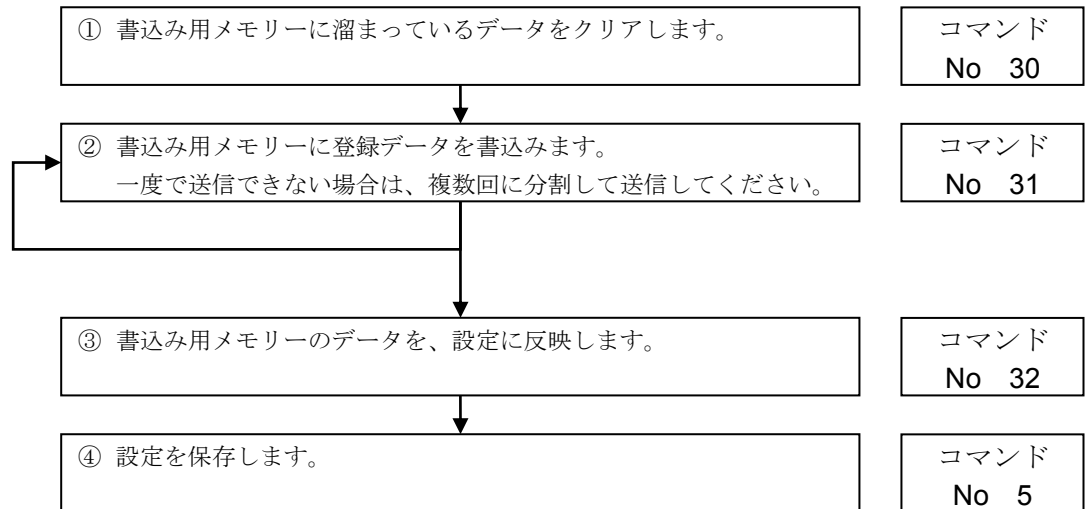 ① 書込み用メモリーに溜まっているデータをクリアします。
コマンド
No 30
② 書込み用メモリーに登録データを書込みます。
一度で送信できない場合は、複数回に分割して送信してください。
コマンド
No 31
③ 書込み用メモリーのデータを、設定に反映します。
コマンド
No 32
④ 設定を保存します。
コマンド
No 5